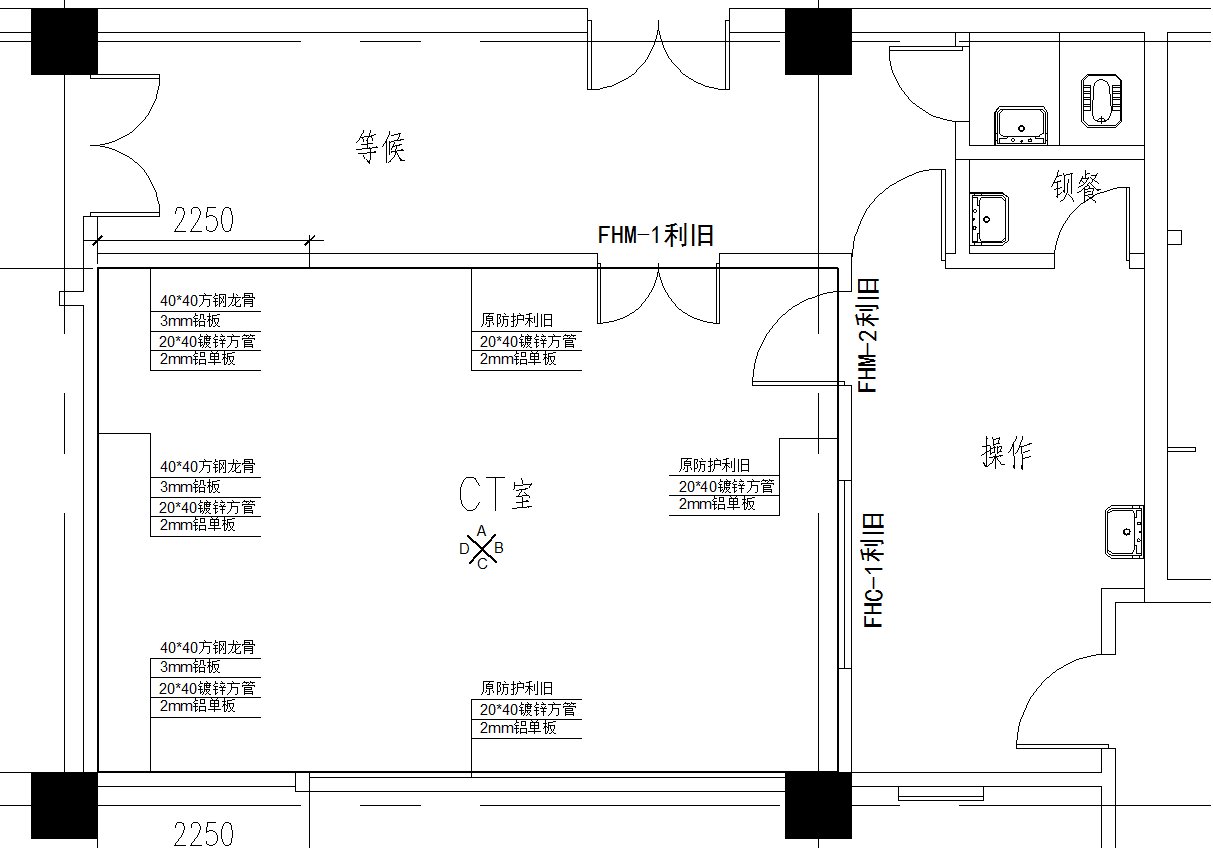 等候
钡餐
2250
FHM-1利旧
FHM-2利旧
40*40方钢龙骨
3mm铅板
20*40镀锌方管
2mm铝单板
原防护利旧
20*40镀锌方管
2mm铝单板
操作
40*40方钢龙骨
3mm铅板
20*40镀锌方管
2mm铝单板
CT室
原防护利旧
20*40镀锌方管
2mm铝单板
A
D
B
C
FHC-1利旧
40*40方钢龙骨
3mm铅板
20*40镀锌方管
2mm铝单板
原防护利旧
20*40镀锌方管
2mm铝单板
2250